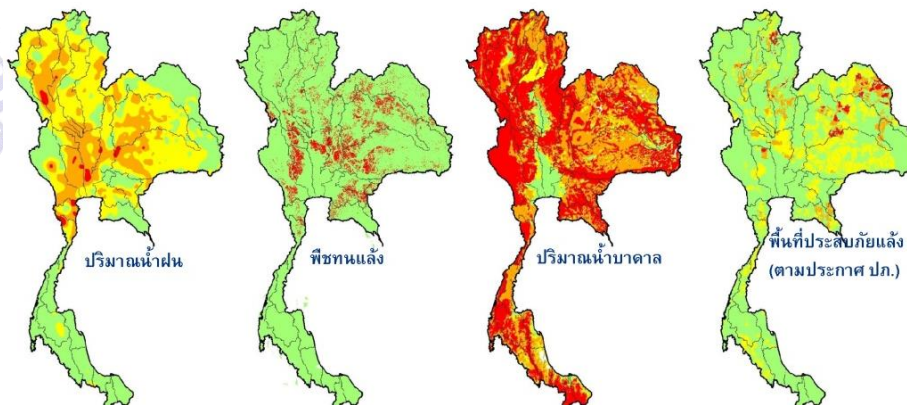 ปริมาณน้ำฝน
พืชทนแล้ง
ปริมาณน้ำบาดาล
พื้นที่ประสบภัยแล้ง
(ตามประกาศ ปภ.)